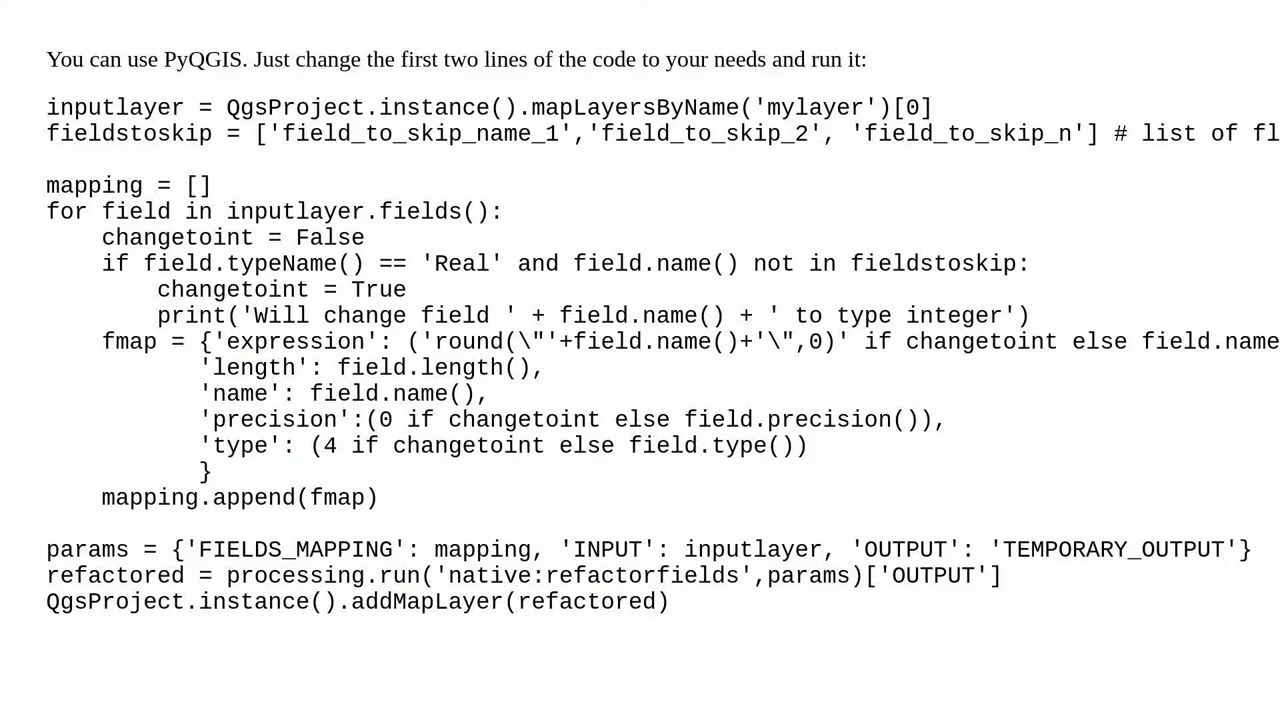 You can use PyQGIS. Just change the first two lines of the code to your needs and run it:
inputlayer = QgsProject.instance().mapLayersByName('mylayer')[0]
fieldstoskip = ['field_to_skip_name_1','field_to_skip_2', 'field_to_skip_n'] # list of
mapping = []
for field in inputlayer.fields():
    changetoint = False
    if field.typeName() == 'Real' and field.name() not in fieldstoskip:
        changetoint = True
        print('Will change field ' + field.name() + ' to type integer')
    fmap = {'expression': ('round(\"'+field.name()+'\",0)' if changetoint else field.name
           'length': field.length(),
           'name': field.name(),
           'precision':(0 if changetoint else field.precision()),
           'type': (4 if changetoint else field.type())
           }
    mapping.append(fmap)
params = {'FIELDS_MAPPING': mapping, 'INPUT': inputlayer, 'OUTPUT': 'TEMPORARY_OUTPUT'}
refactored = processing.run('native:refactorfields',params)['OUTPUT']
QgsProject.instance().addMapLayer(refactored)